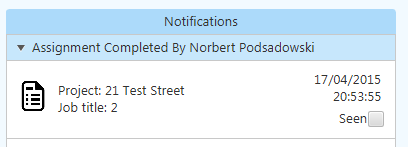 Notifications
Assignment Completed By Norbert Podsadowski
17/04/2015
Project: 21 Test Street
20:53:55
Job title: 2
Seen